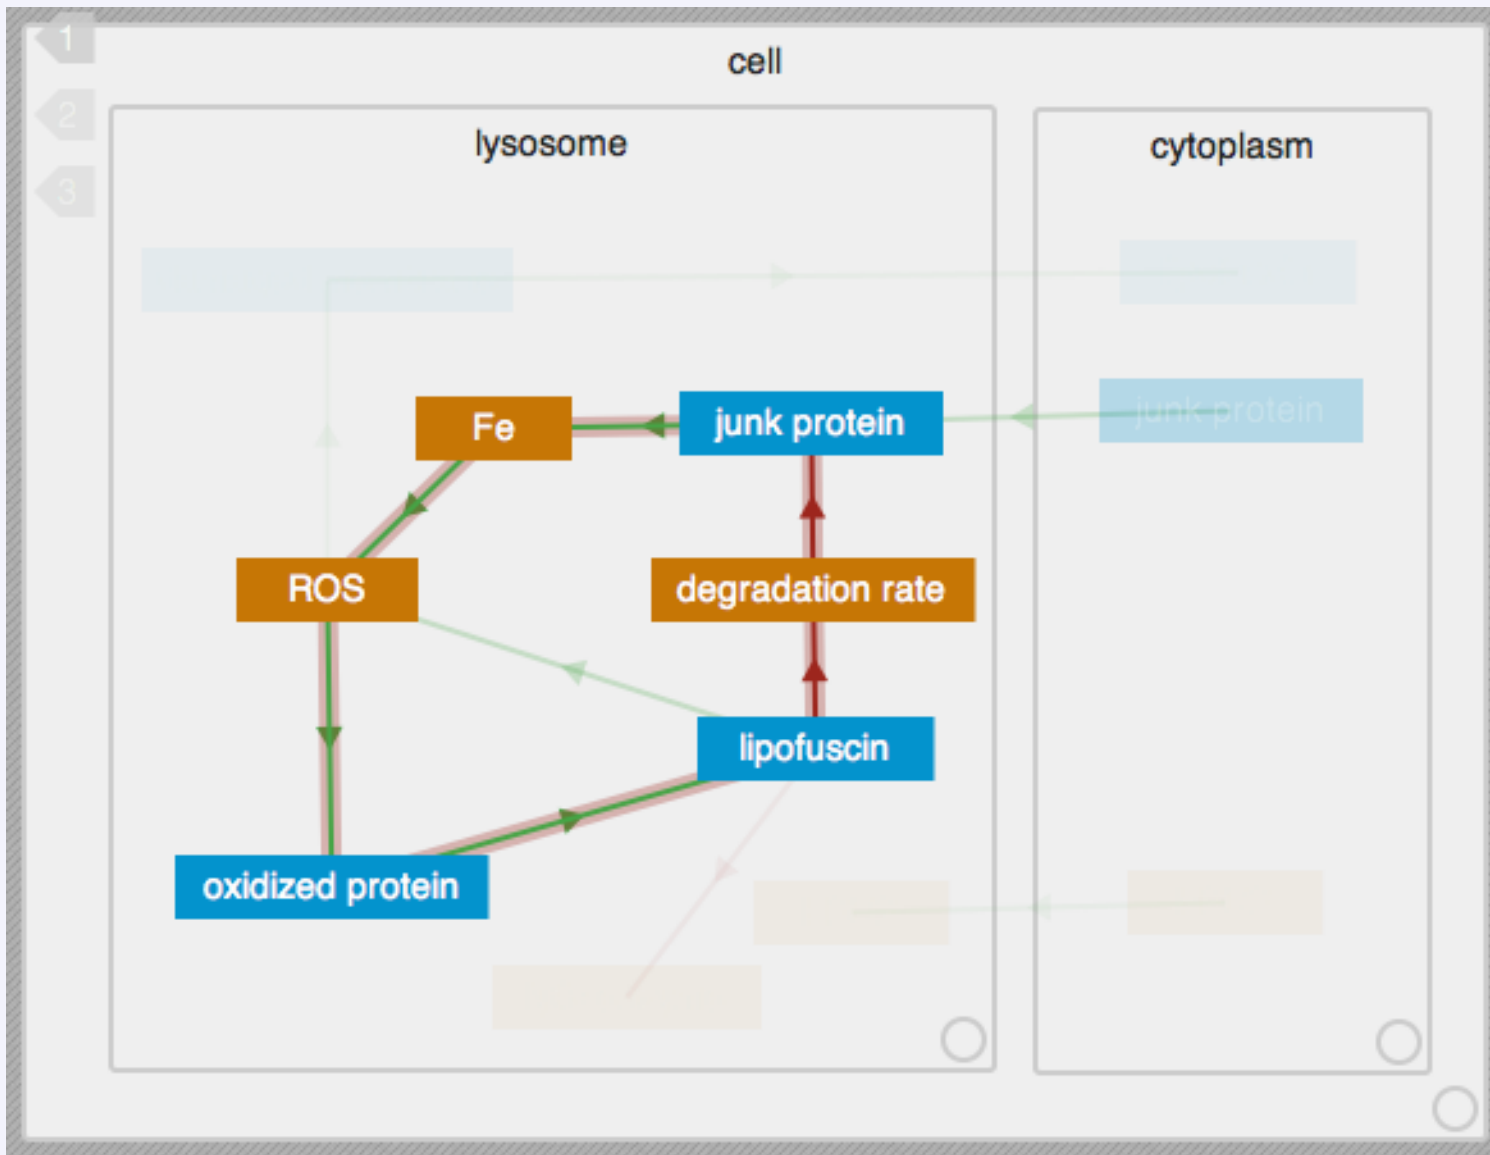 1
cell
2
lysosome
cytoplasm
3
Fe
junk protein
junk protein
ROS
degradation rate
lipofuscin
oxidized protein